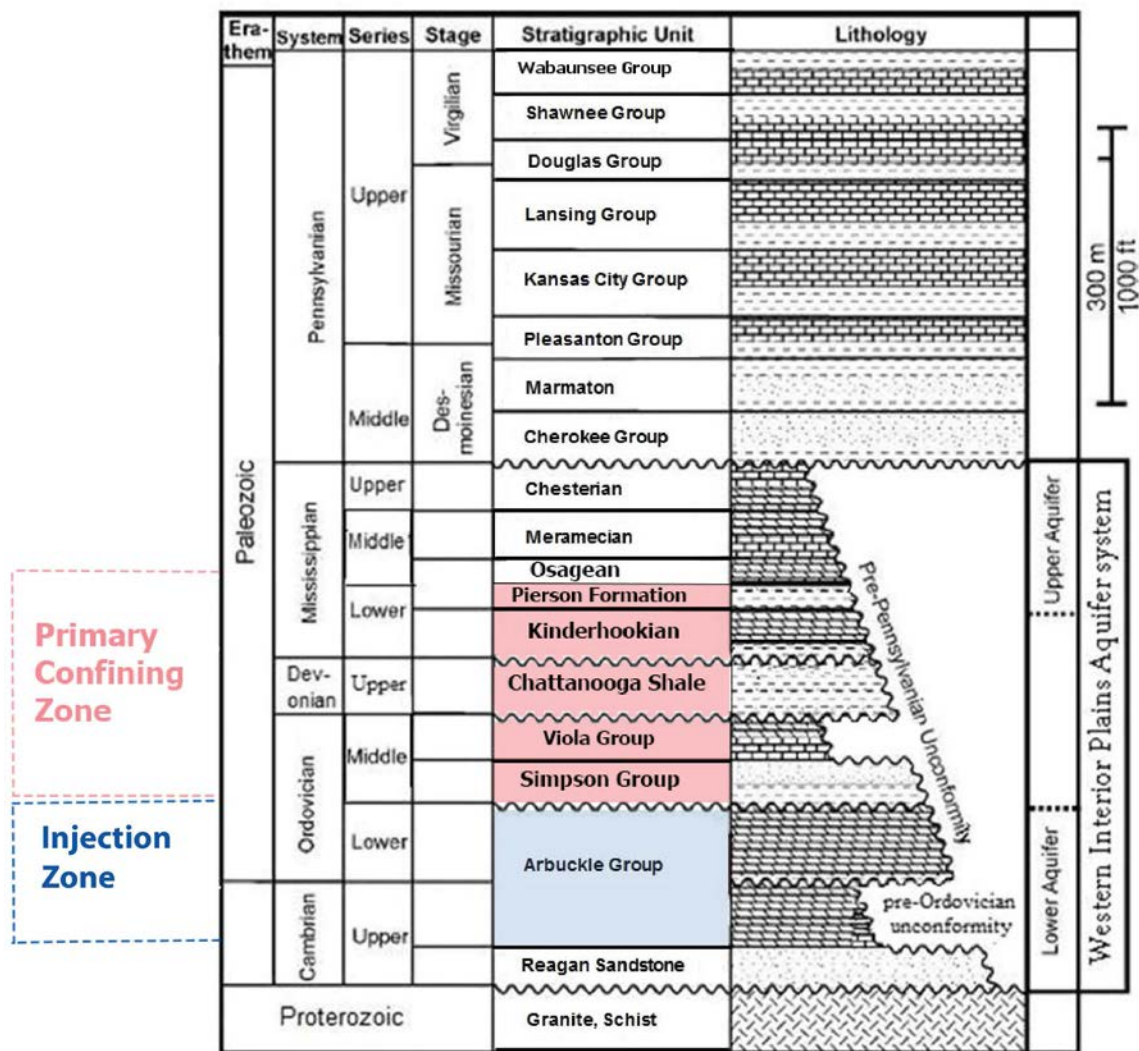 Era-
them
System
Series
Stage
Stratigraphic Unit
Lithology
Paleozoic
Pennsylvanian
Upper
Virgilian
Wabaunsee Group
Shawnee Group
Douglas Group
Missourian
Lansing Group
Kansas City Group
Pleasanton Group
Middle
Des-
moinesian
Marmaton
Cherokee Group
300 m
1000 ft
Mississippian
Upper
Chesterian
Middle
Meramecian
Osagean
Lower
Pierson Formation
Kinderhookian
Dev-
onian
Upper
Chattanooga Shale
Ordovician
Middle
Viola Group
Simpson Group
Lower
Arbuckle Group
Cambrian
Upper
Reagan Sandstone
Proterozoic
Granite, Schist
Pre-Pennsylvanian Unconformity
pre-Ordovician
unconformity
Upper Aquifer
Lower Aquifer
Western Interior Plains Aquifer system
Primary
Confining
Zone
Injection
Zone